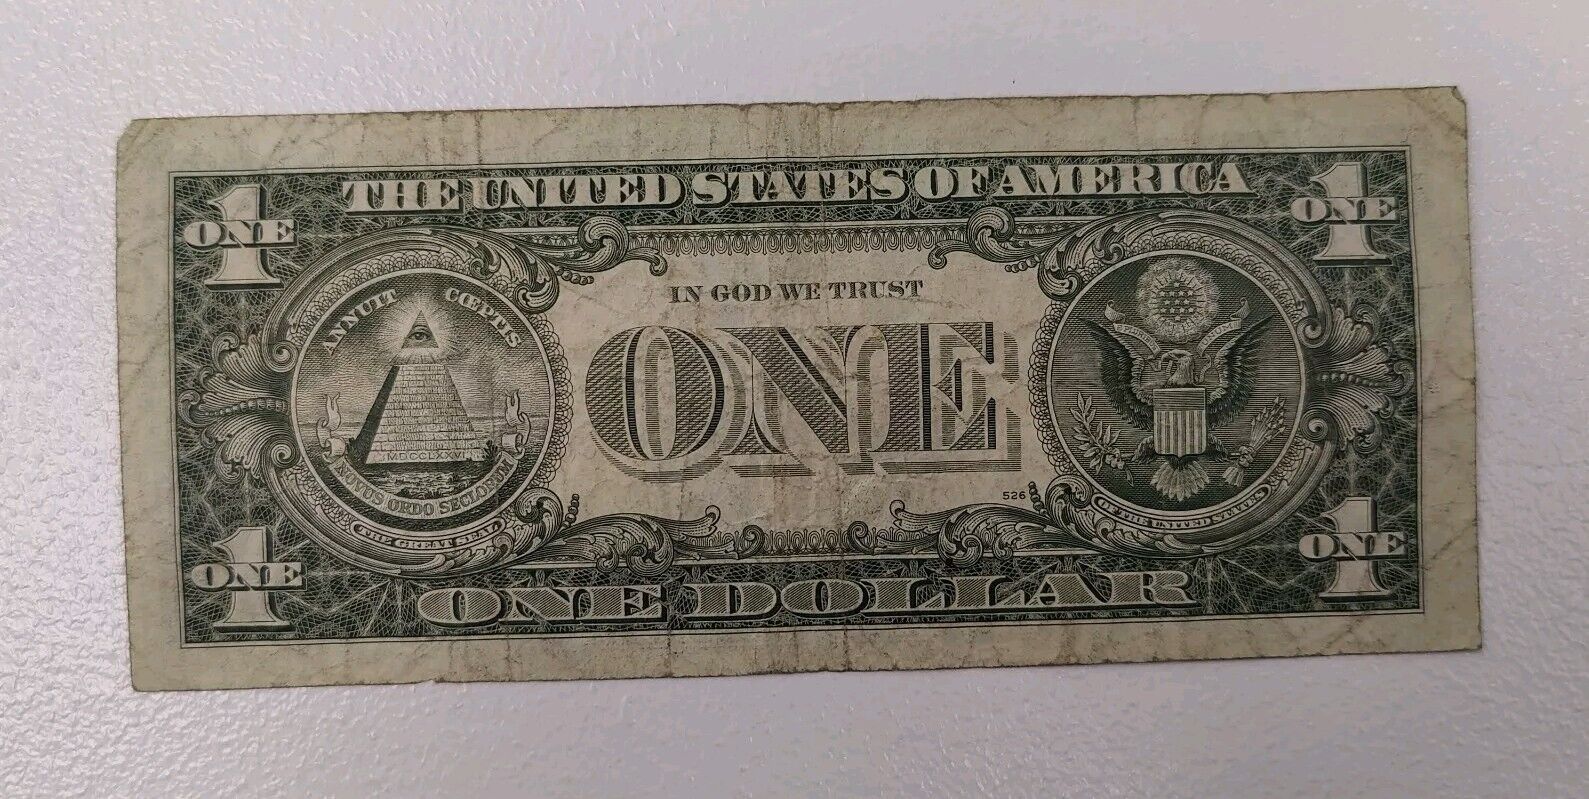 THE UNITED STATES OF AMERICA
1
ONE
1
ONE
ANNUIT CŒPTIS
IN GOD WE TRUST
ONE
MDCCLXXVI
NOVUS ORDO SECLORUM
THE GREAT SEAL
526
OF THE UNITED STATES
1
ONE
1
ONE
ONE DOLLAR